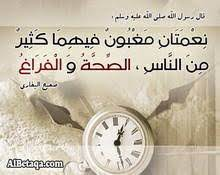 قال رسول الله صلى الله عليه وسلم :
نِعْمَتَانِ مَغْبُونٌ فِيهِمَا كَثِيرٌ
مِنَ النَّاسِ ، الصِّحَّةُ وَ الْفَرَاغُ
صحيح البخاري
AlBetaqa.com